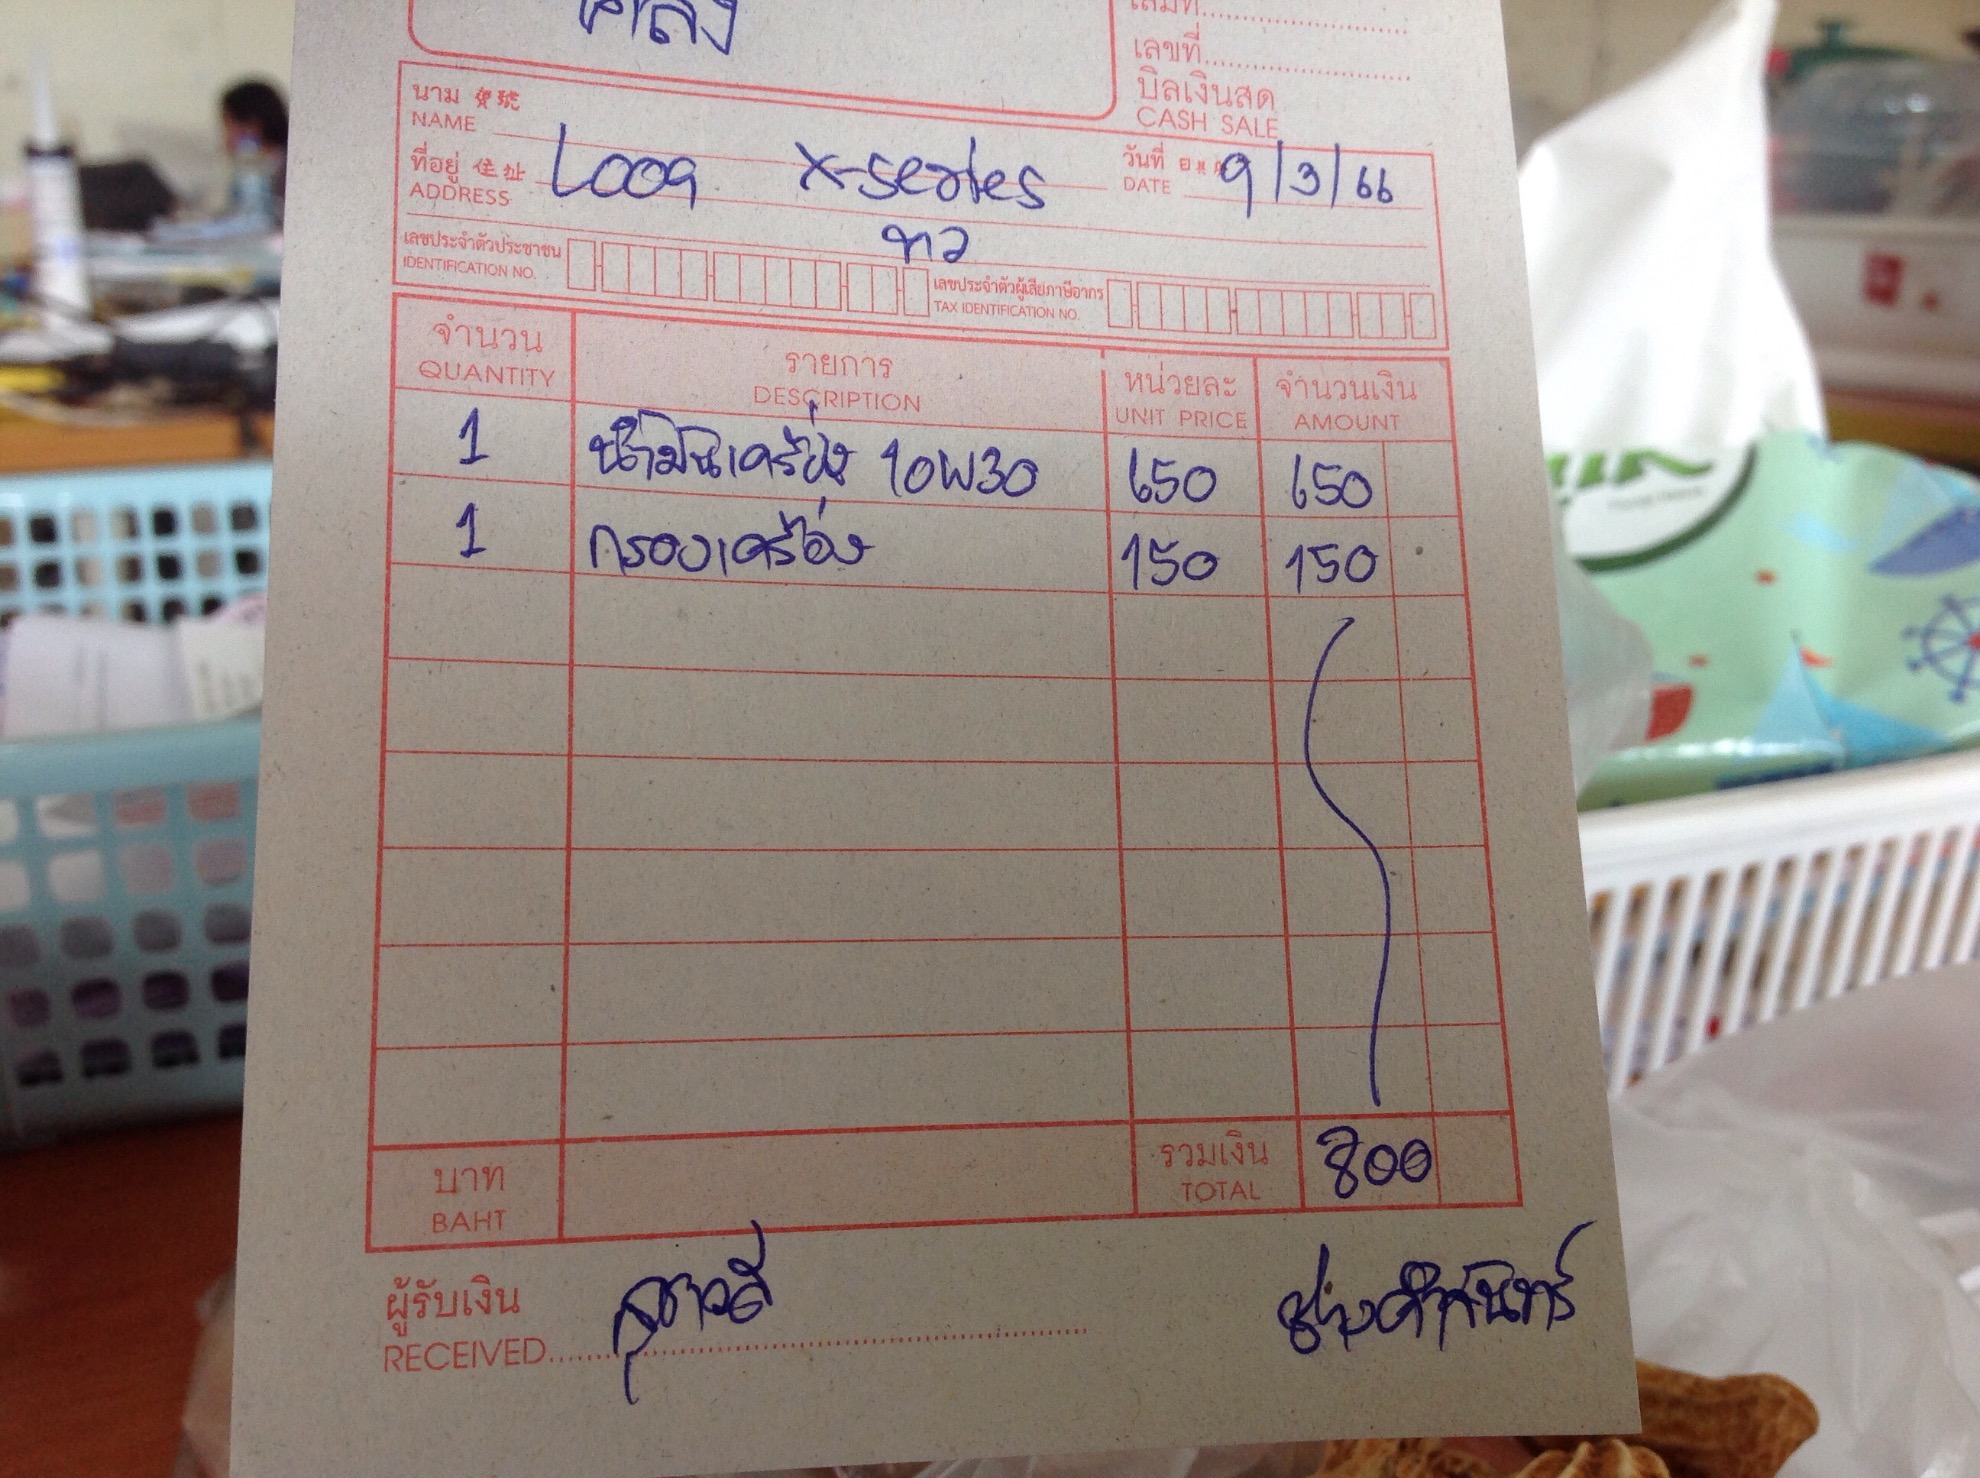 เล่มที่
เลขที่
บิลเงินสด
CASH SALE
นาม 寶號
NAME
ที่อยู่ 住址 L009 X-series
ADDRESS
วันที่ 9/3/66
DATE
ทอ
เลขประจำตัวประชาชน
IDENTIFICATION NO.
เลขประจำตัวผู้เสียภาษีอากร
TAX IDENTIFICATION NO.
จำนวน รายการ หน่วยละ จำนวนเงิน
QUANTITY DESCRIPTION UNIT PRICE AMOUNT
1 น้ำมันเครื่อง 10W30 650 650
1 กรองเครื่อง 150 150
บาท รวมเงิน 800
BAHT TOTAL
ผู้รับเงิน
RECEIVED